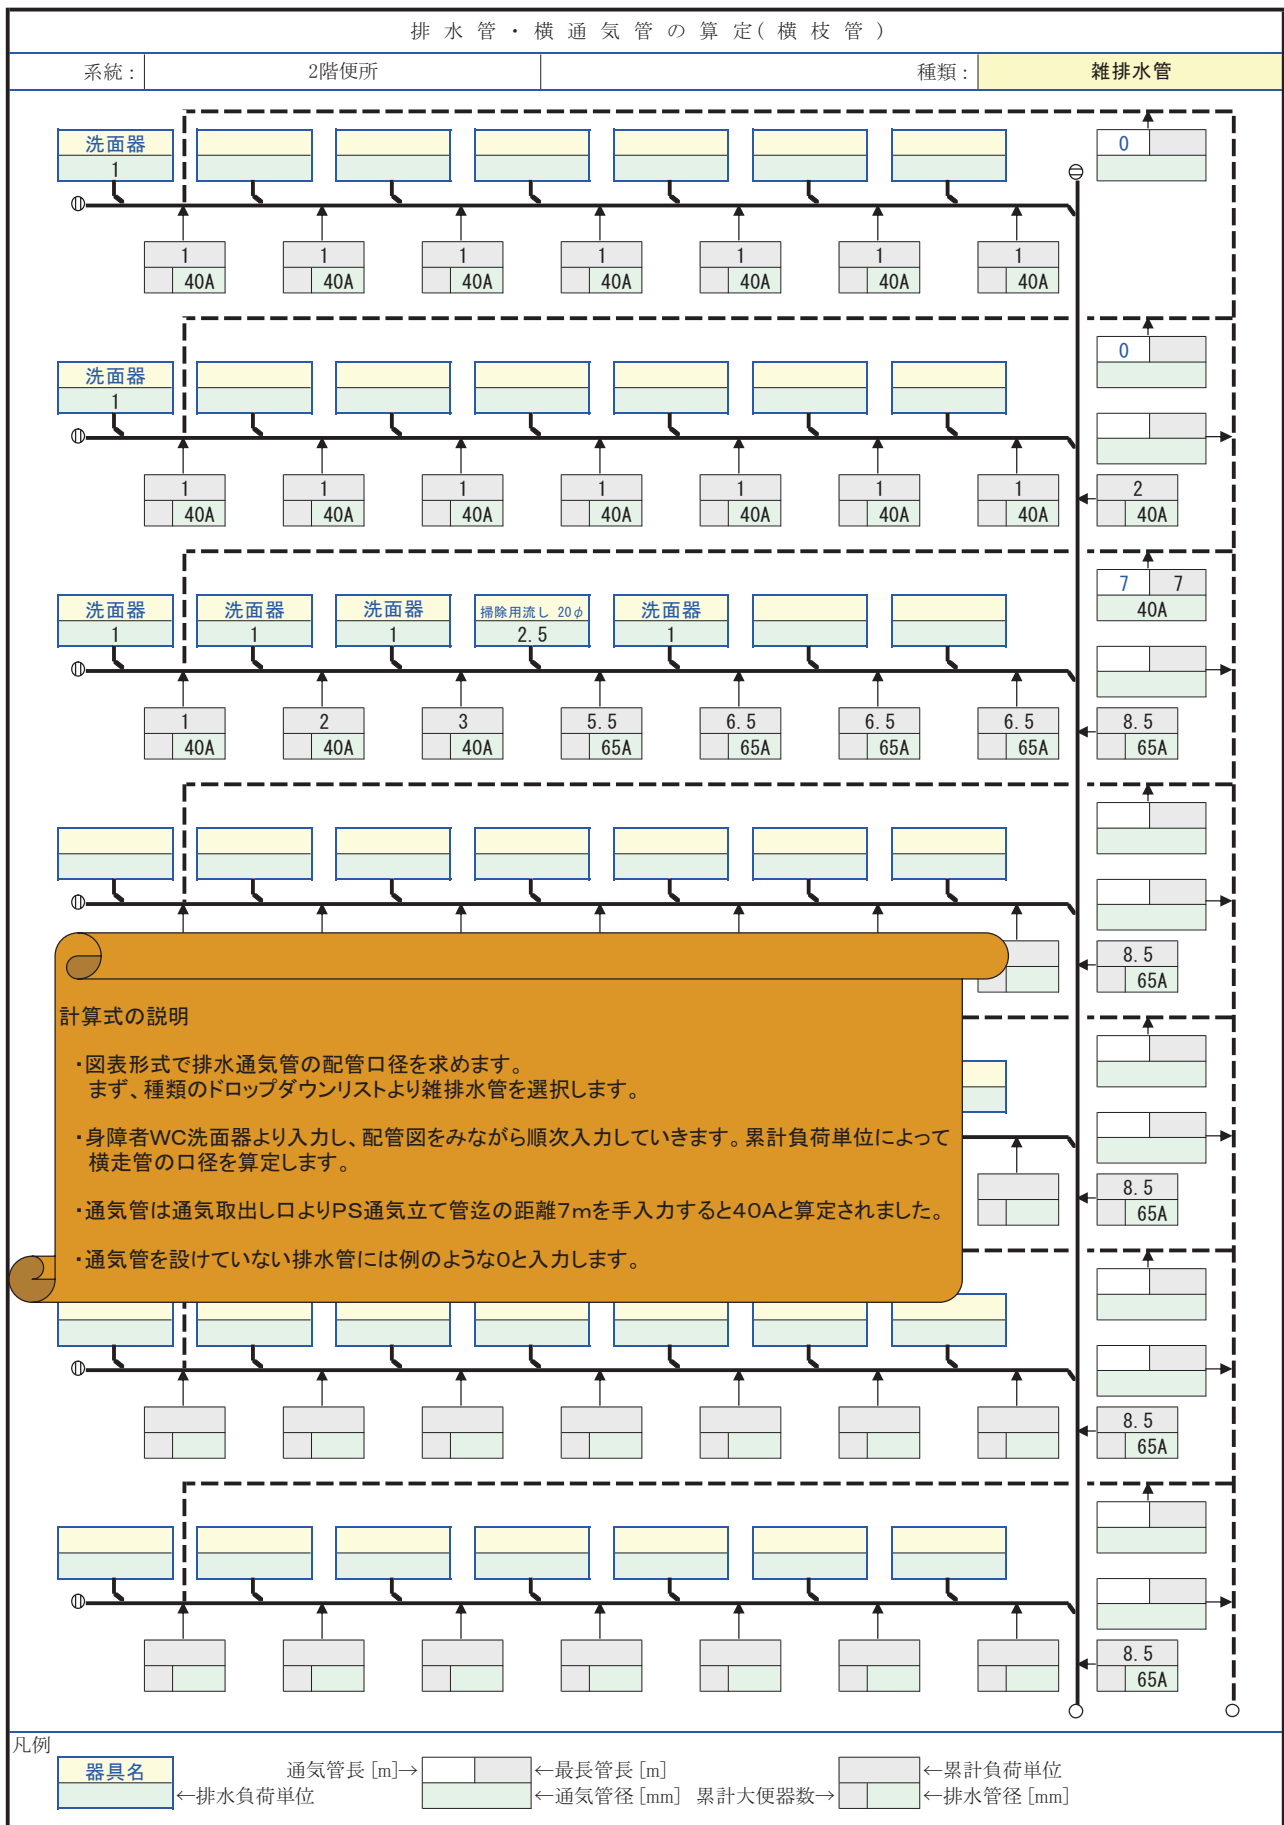 排水管・横通気管の算定(横枝管)
系統： 2階便所 種類： 雑排水管
洗面器 0
1
1 1 1 1 1 1 1
40A 40A 40A 40A 40A 40A 40A
0
洗面器
1
1 1 1 1 1 1 1 2
40A 40A 40A 40A 40A 40A 40A 40A
7 7
洗面器 洗面器 洗面器 掃除用流し 20φ 洗面器 40A
1 1 1 2.5 1
1 2 3 5.5 6.5 6.5 6.5 8.5
40A 40A 40A 65A 65A 65A 65A 65A
8.5
65A
計算式の説明
・図表形式で排水通気管の配管口径を求めます。
まず、種類のドロップダウンリストより雑排水管を選択します。
・身障者WC洗面器より入力し、配管図をみながら順次入力していきます。累計負荷単位によって
横走管の口径を算定します。
・通気管は通気取出し口よりPS通気立て管迄の距離7mを手入力すると40Aと算定されました。
・通気管を設けていない排水管には例のような0と入力します。
8.5
65A
8.5
65A
8.5
65A
凡例
器具名 通気管長[m]→ ←最長管長[m] ←累計負荷単位
←排水負荷単位 ←通気管径[mm] 累計大便器数→ ←排水管径[mm]